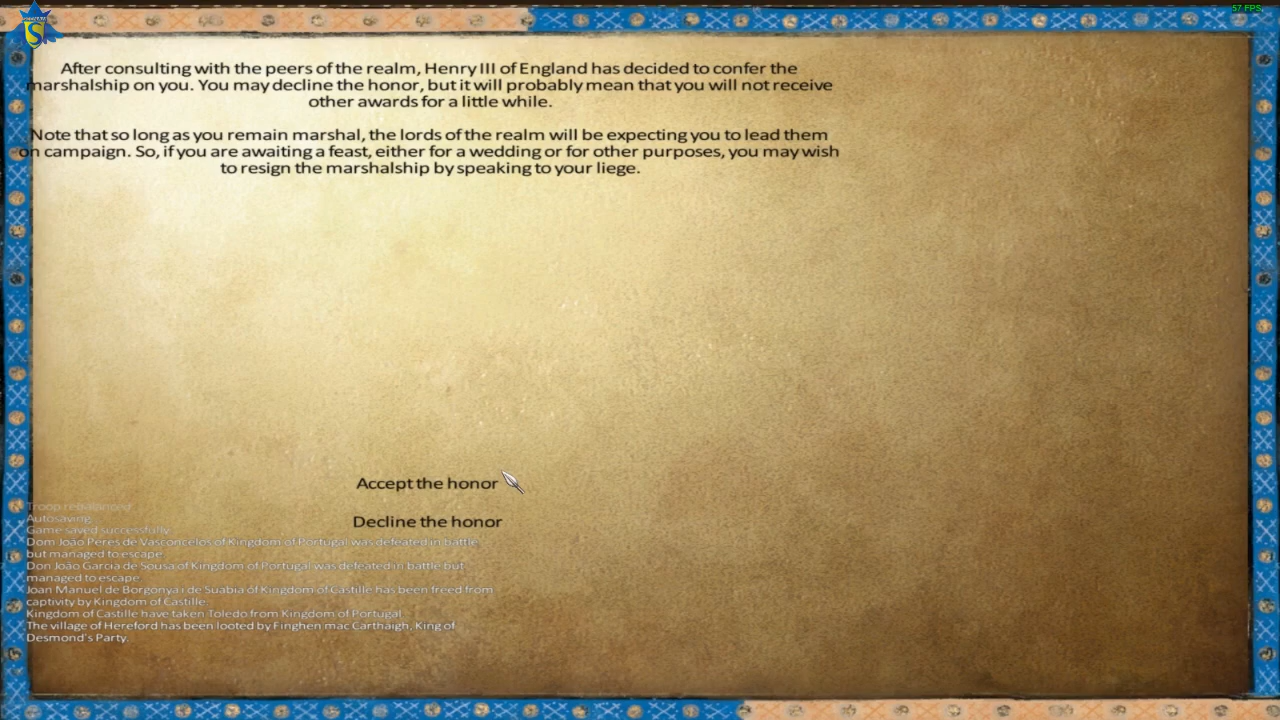 57 FPS
After consulting with the peers of the realm, Henry III of England has decided to confer the
marshalship on you. You may decline the honor, but it will probably mean that you will not receive
other awards for a little while.
Note that so long as you remain marshal, the lords of the realm will be expecting you to lead them
on campaign. So, if you are awaiting a feast, either for a wedding or for other purposes, you may wish
to resign the marshalship by speaking to your liege.
Accept the honor
Decline the honor
Troop rebalanced.
Autosaving.
Game saved successfully.
Dom João Peres de Vasconcelos of Kingdom of Portugal was defeated in battle
but managed to escape.
Don João Garcia de Sousa of Kingdom of Portugal was defeated in battle but
managed to escape.
Joan Manuel de Borgonya i de Suabia of Kingdom of Castille has been freed from
captivity by Kingdom of Castille.
Kingdom of Castille have taken Toledo from Kingdom of Portugal.
The village of Hereford has been looted by Finghen mac Carthaigh, King of
Desmond's Party.